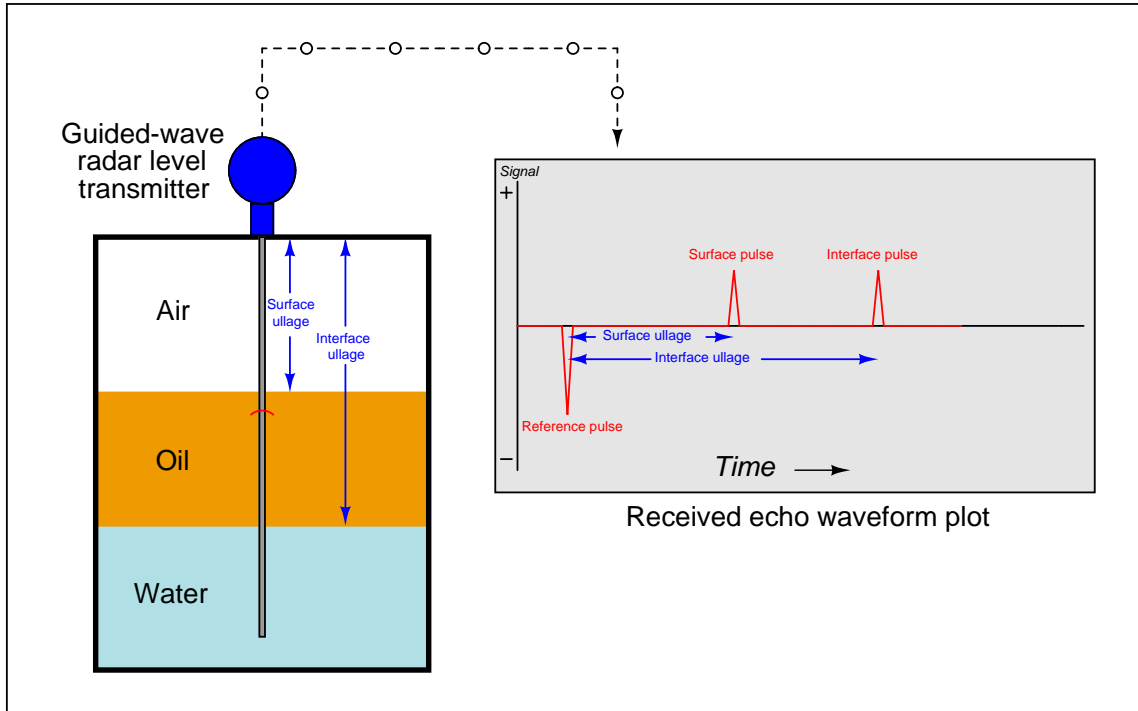 Guided-wave
radar level
transmitter
Air
Surface
ullage
Interface
ullage
Oil
Water
Signal
+
Surface pulse
Interface pulse
Surface ullage
Interface ullage
Reference pulse
−
Time
Received echo waveform plot